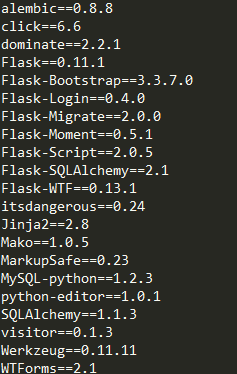 alembic==0.8.8
click==6.6
dominate==2.2.1
Flask==0.11.1
Flask-Bootstrap==3.3.7.0
Flask-Login==0.4.0
Flask-Migrate==2.0.0
Flask-Moment==0.5.1
Flask-Script==2.0.5
Flask-SQLAlchemy==2.1
Flask-WTF==0.13.1
itsdangerous==0.24
Jinja2==2.8
Mako==1.0.5
MarkupSafe==0.23
MySQL-python==1.2.3
python-editor==1.0.1
SQLAlchemy==1.1.3
visitor==0.1.3
Werkzeug==0.11.11
WTForms==2.1